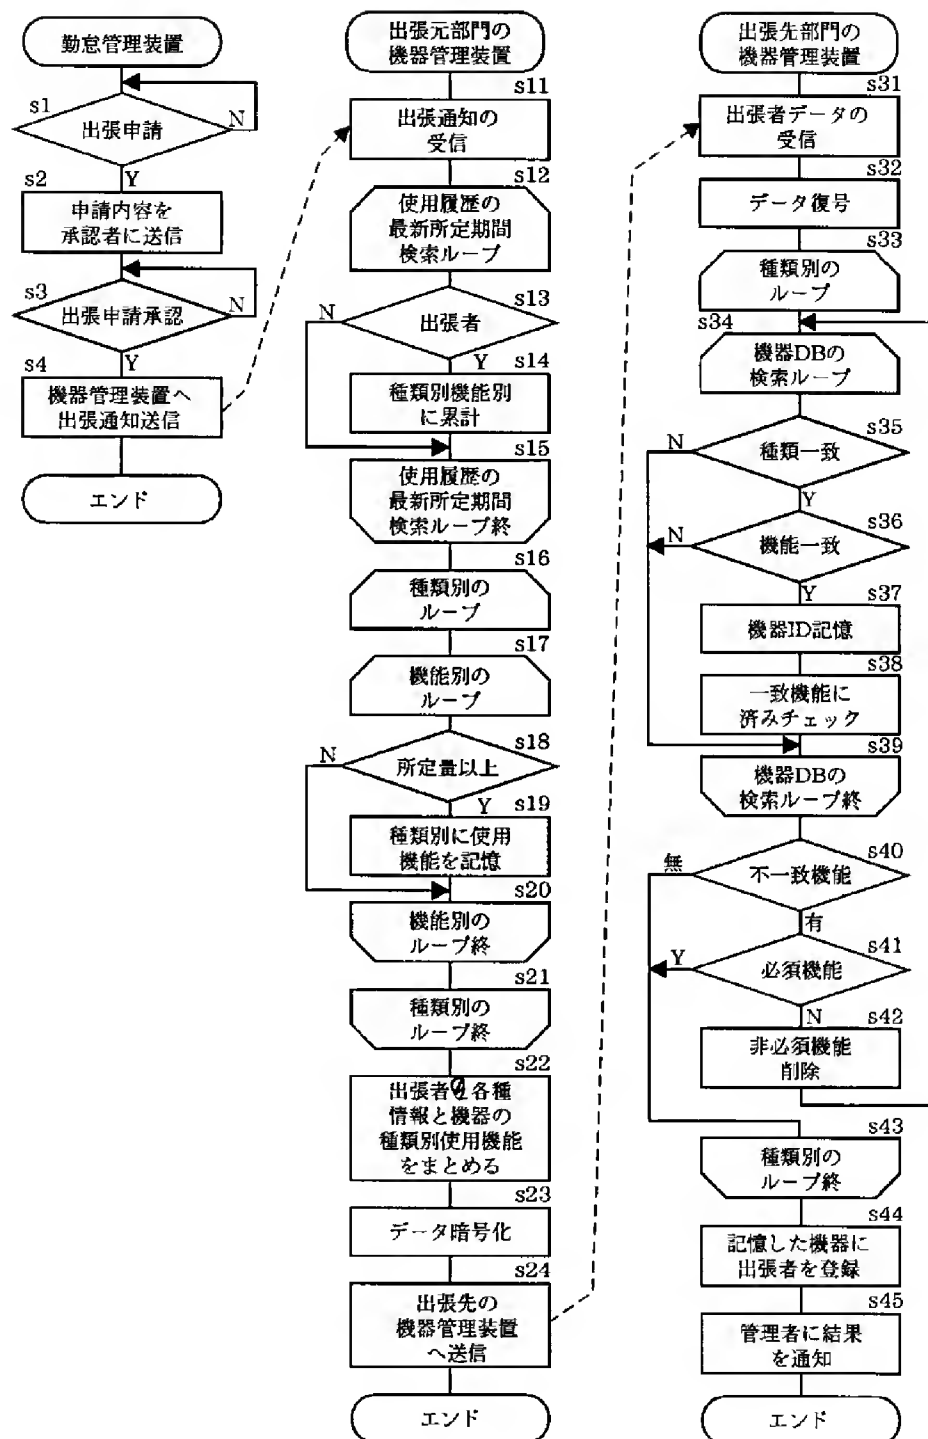 勤怠管理装置
s1
出張申請
N
Y
s2
申請内容を
承認者に送信
s3
出張申請承認
N
Y
s4
機器管理装置へ
出張通知送信
エンド
出張元部門の
機器管理装置
s11
出張通知の
受信
s12
使用履歴の
最新所定期間
検索ループ
s13
出張者
N
Y
s14
種類別機能別
に累計
s15
使用履歴の
最新所定期間
検索ループ終
s16
種類別の
ループ
s17
機能別の
ループ
s18
所定量以上
N
Y
s19
種類別に使用
機能を記憶
s20
機能別の
ループ終
s21
種類別の
ループ終
s22
出張者の各種
情報と機器の
種類別使用機能
をまとめる
s23
データ暗号化
s24
出張先の
機器管理装置
へ送信
エンド
出張先部門の
機器管理装置
s31
出張者データの
受信
s32
データ復号
s33
種類別の
ループ
s34
機器DBの
検索ループ
s35
種類一致
N
Y
s36
機能一致
N
Y
s37
機器ID記憶
s38
一致機能に
済みチェック
s39
機器DBの
検索ループ終
s40
不一致機能
無
有
s41
必須機能
Y
N
s42
非必須機能
削除
s43
種類別の
ループ終
s44
記憶した機器に
出張者を登録
s45
管理者に結果
を通知
エンド